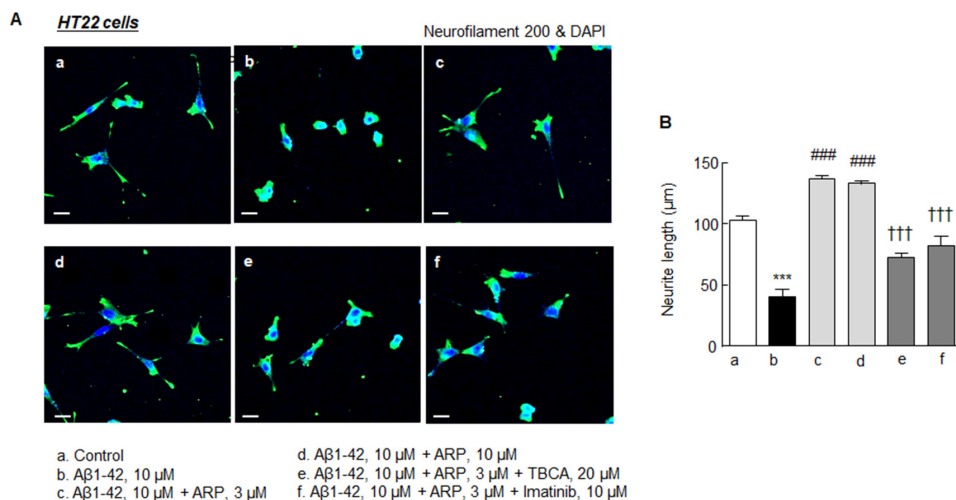 A
HT22 cells
Neurofilament 200 & DAPI
a
b
c
d
e
f
B
Neurite length (µm)
150
100
50
0
***
###
###
†††
†††
a b c d e f
a. Control
b. Aβ1-42, 10 µM
c. Aβ1-42, 10 µM + ARP, 3 µM
d. Aβ1-42, 10 µM + ARP, 10 µM
e. Aβ1-42, 10 µM + ARP, 3 µM + TBCA, 20 µM
f. Aβ1-42, 10 µM + ARP, 3 µM + Imatinib, 10 µM